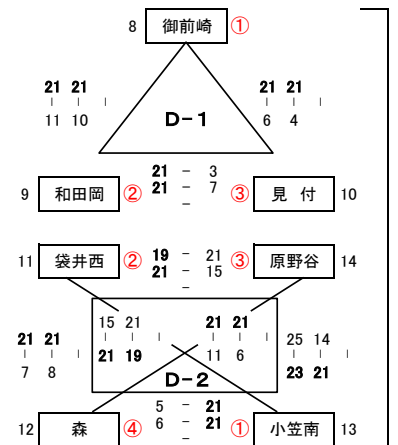 8 御前崎 ①
21 21 21 21
| | | | | |
11 10 6 4
D-1
21 - 3
21 - 7
-
9 和田岡 ② ③ 見 付 10
11 袋井西 ② 19 - 21 ③ 原野谷 14
21 - 15
-
15 21 21 21
21 21 | | | | | | 25 14
| | | 21 19 11 6 | | |
7 8 23 21
D-2
5 - 21
6 - 21
-
12 森 ④ ① 小笠南 13